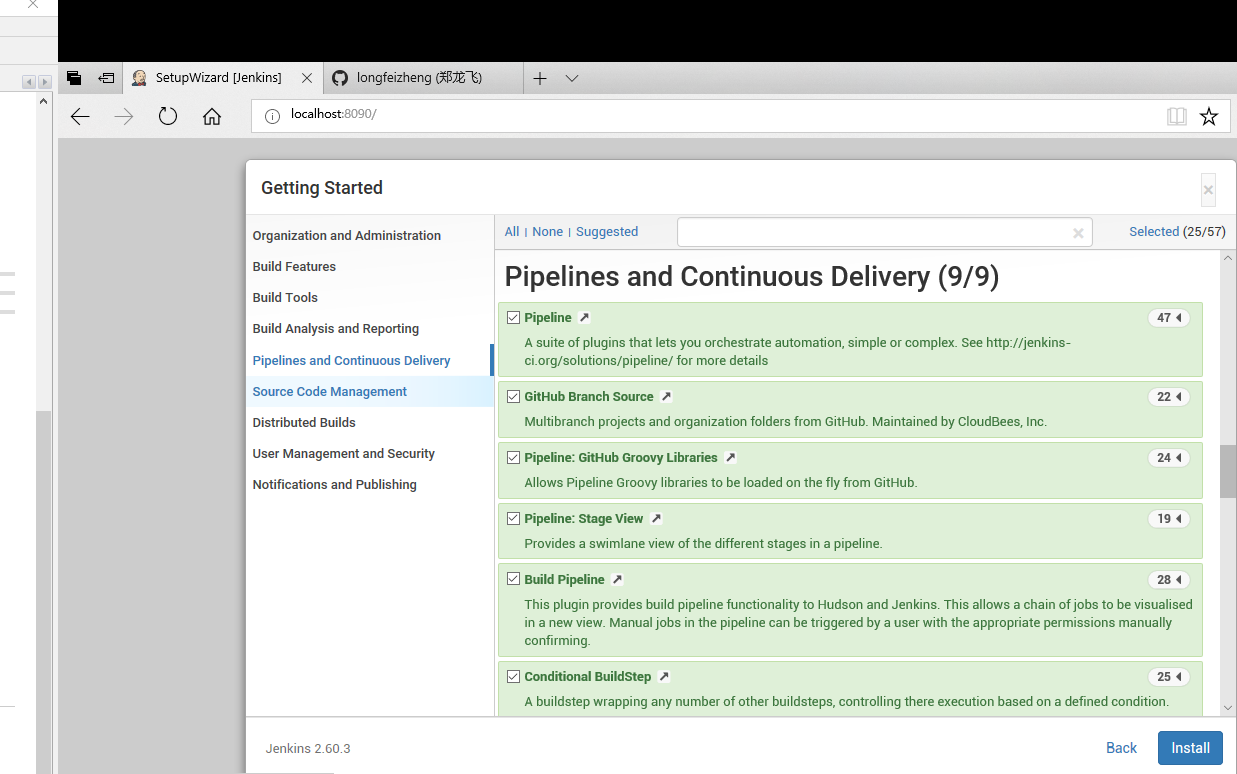 SetupWizard [Jenkins]
longfeizheng (郑龙飞)
localhost:8090/
Getting Started
Organization and Administration
Build Features
Build Tools
Build Analysis and Reporting
Pipelines and Continuous Delivery
Source Code Management
Distributed Builds
User Management and Security
Notifications and Publishing
All | None | Suggested
Selected (25/57)
Pipelines and Continuous Delivery (9/9)
Pipeline
47
A suite of plugins that lets you orchestrate automation, simple or complex. See http://jenkins-
ci.org/solutions/pipeline/ for more details
GitHub Branch Source
22
Multibranch projects and organization folders from GitHub. Maintained by CloudBees, Inc.
Pipeline: GitHub Groovy Libraries
24
Allows Pipeline Groovy libraries to be loaded on the fly from GitHub.
Pipeline: Stage View
19
Provides a swimlane view of the different stages in a pipeline.
Build Pipeline
28
This plugin provides build pipeline functionality to Hudson and Jenkins. This allows a chain of jobs to be visualised
in a new view. Manual jobs in the pipeline can be triggered by a user with the appropriate permissions manually
confirming.
Conditional BuildStep
25
A buildstep wrapping any number of other buildsteps, controlling there execution based on a defined condition.
Jenkins 2.60.3
Back
Install